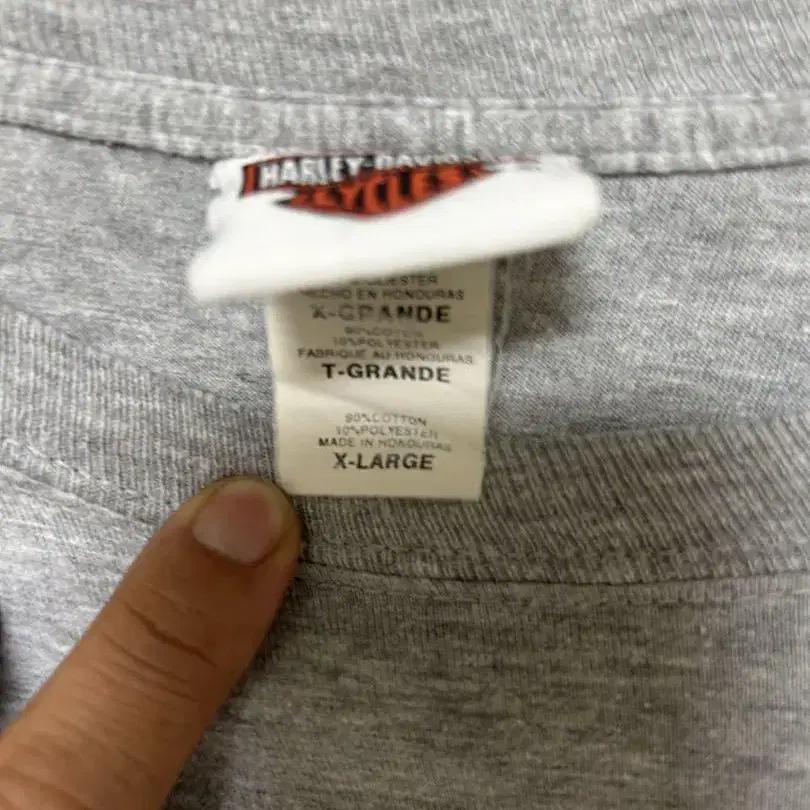 HARLEY-DAVIDSON
CYCLES
POLYESTER
HECHO EN HONDURAS
X-GRANDE
90%COTON
10%POLYESTER
FABRIQUE AU HONDURAS
T-GRANDE
90%COTTON
10%POLYESTER
MADE IN HONDURAS
X-LARGE